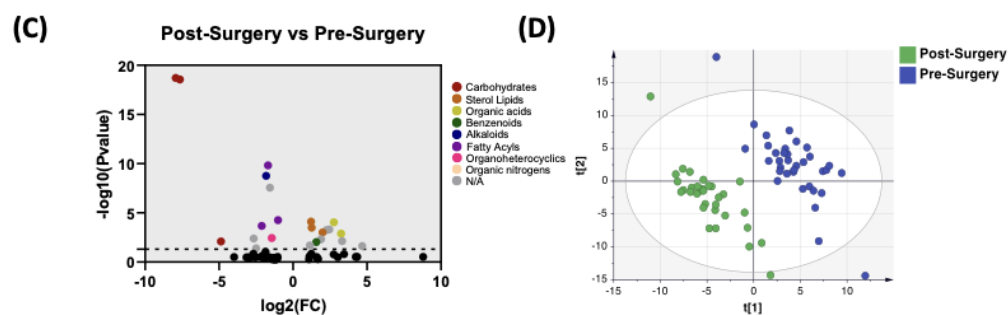 (C)
Post-Surgery vs Pre-Surgery
20
15
10
5
0
-10
-5
0
5
10
-log10(Pvalue)
log2(FC)
Carbohydrates
Sterol Lipids
Organic acids
Benzenoids
Alkaloids
Fatty Acyls
Organoheterocyclics
Organic nitrogens
N/A
(D)
Post-Surgery
Pre-Surgery
15
10
5
0
-5
-10
-15
-15
-10
-5
0
5
10
t[2]
t[1]